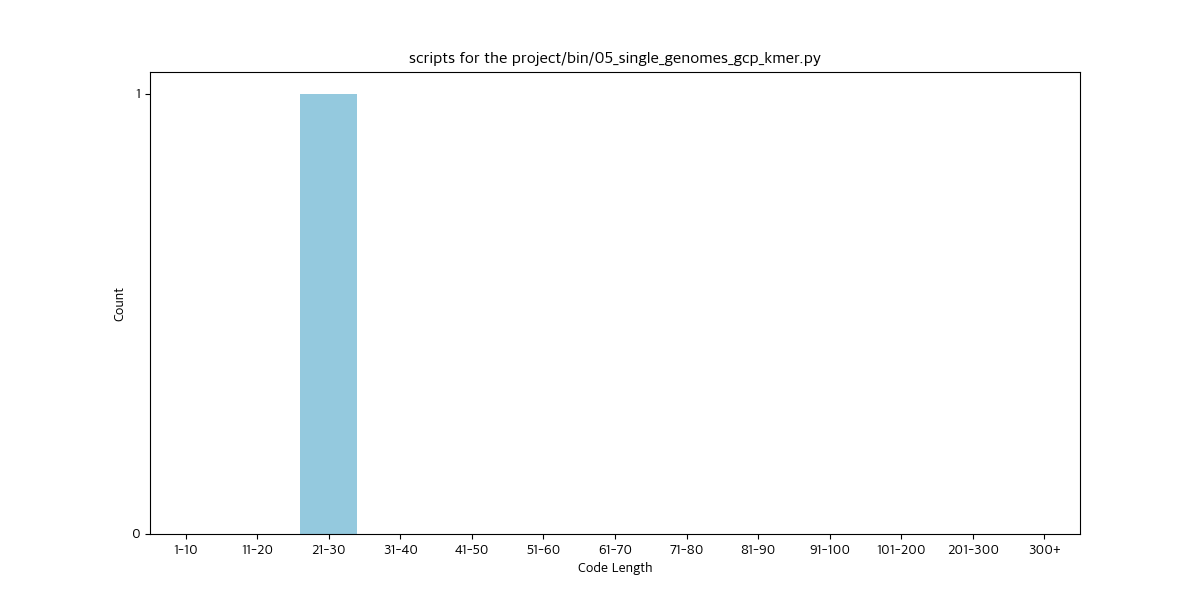 scripts for the project/bin/05_single_genomes_gcp_kmer.py
1
Count
0
1-10 11-20 21-30 31-40 41-50 51-60 61-70 71-80 81-90 91-100 101-200 201-300 300+
Code Length